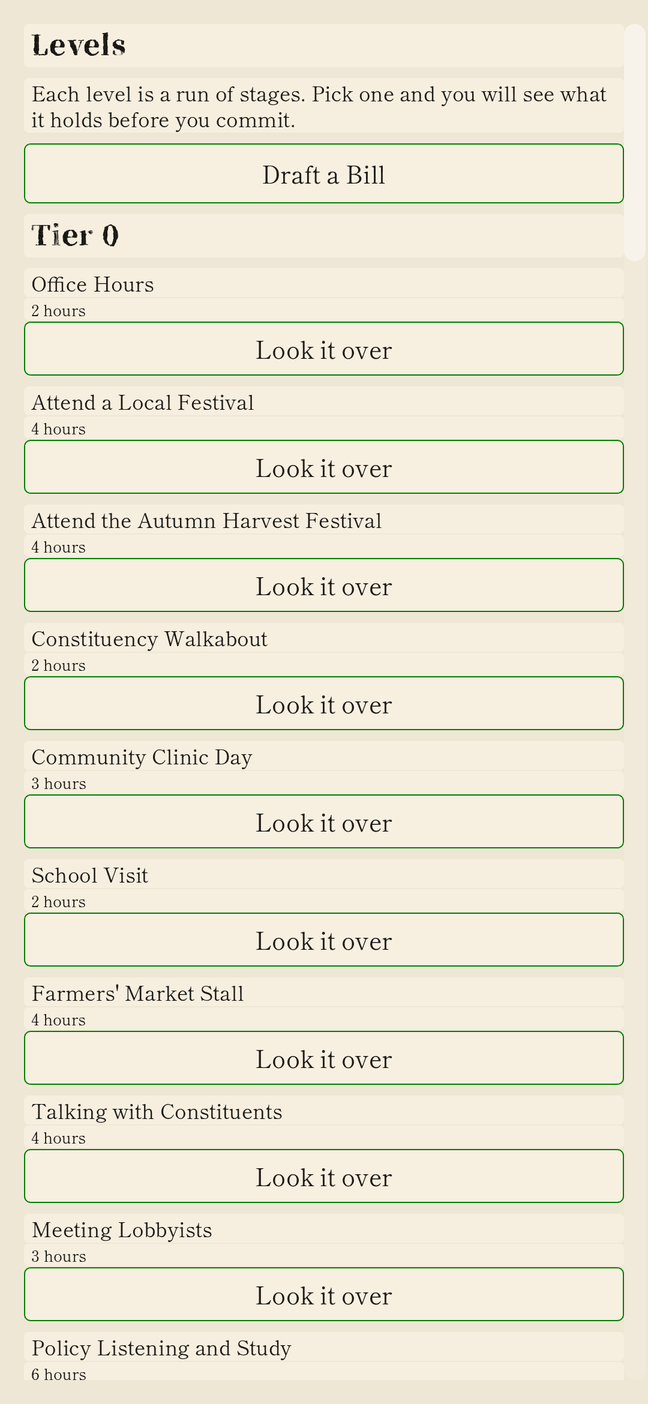 Levels
Each level is a run of stages. Pick one and you will see what
it holds before you commit.
Draft a Bill
Tier 0
Office Hours
2 hours
Look it over
Attend a Local Festival
4 hours
Look it over
Attend the Autumn Harvest Festival
4 hours
Look it over
Constituency Walkabout
2 hours
Look it over
Community Clinic Day
3 hours
Look it over
School Visit
2 hours
Look it over
Farmers' Market Stall
4 hours
Look it over
Talking with Constituents
4 hours
Look it over
Meeting Lobbyists
3 hours
Look it over
Policy Listening and Study
6 hours